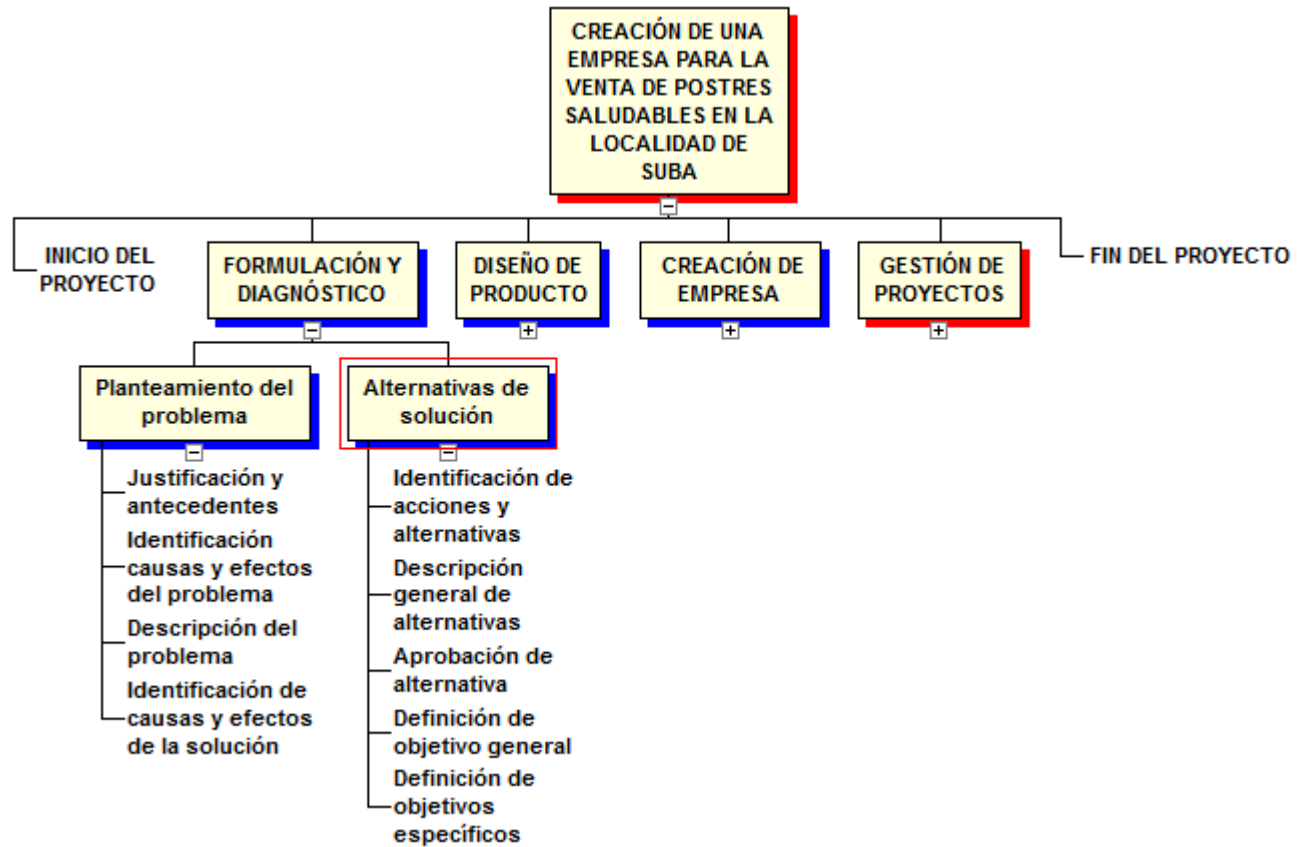 CREACIÓN DE UNA
EMPRESA PARA LA
VENTA DE POSTRES
SALUDABLES EN LA
LOCALIDAD DE
SUBA
INICIO DEL
PROYECTO
FORMULACIÓN Y
DIAGNÓSTICO
DISEÑO DE
PRODUCTO
CREACIÓN DE
EMPRESA
GESTIÓN DE
PROYECTOS
FIN DEL PROYECTO
Planteamiento del
problema
Justificación y
antecedentes
Identificación
causas y efectos
del problema
Descripción del
problema
Identificación de
causas y efectos
de la solución
Alternativas de
solución
Identificación de
acciones y
alternativas
Descripción
general de
alternativas
Aprobación de
alternativa
Definición de
objetivo general
Definición de
objetivos
específicos